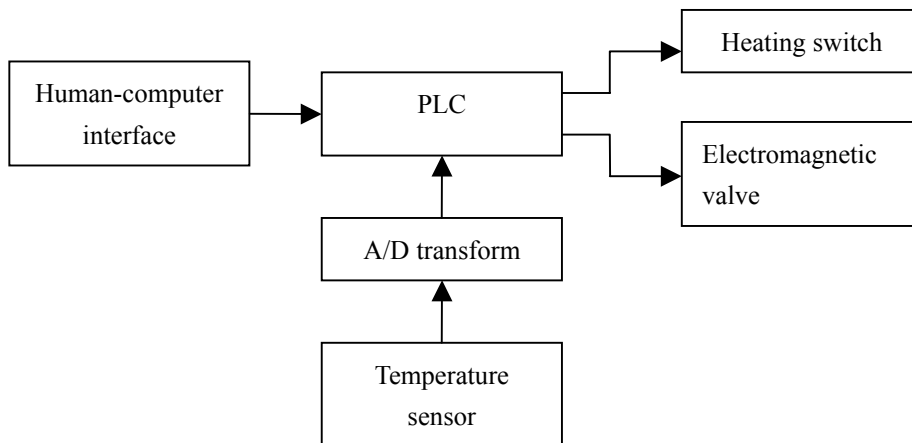 Heating switch
Human-computer
interface
PLC
Electromagnetic
valve
A/D transform
Temperature
sensor